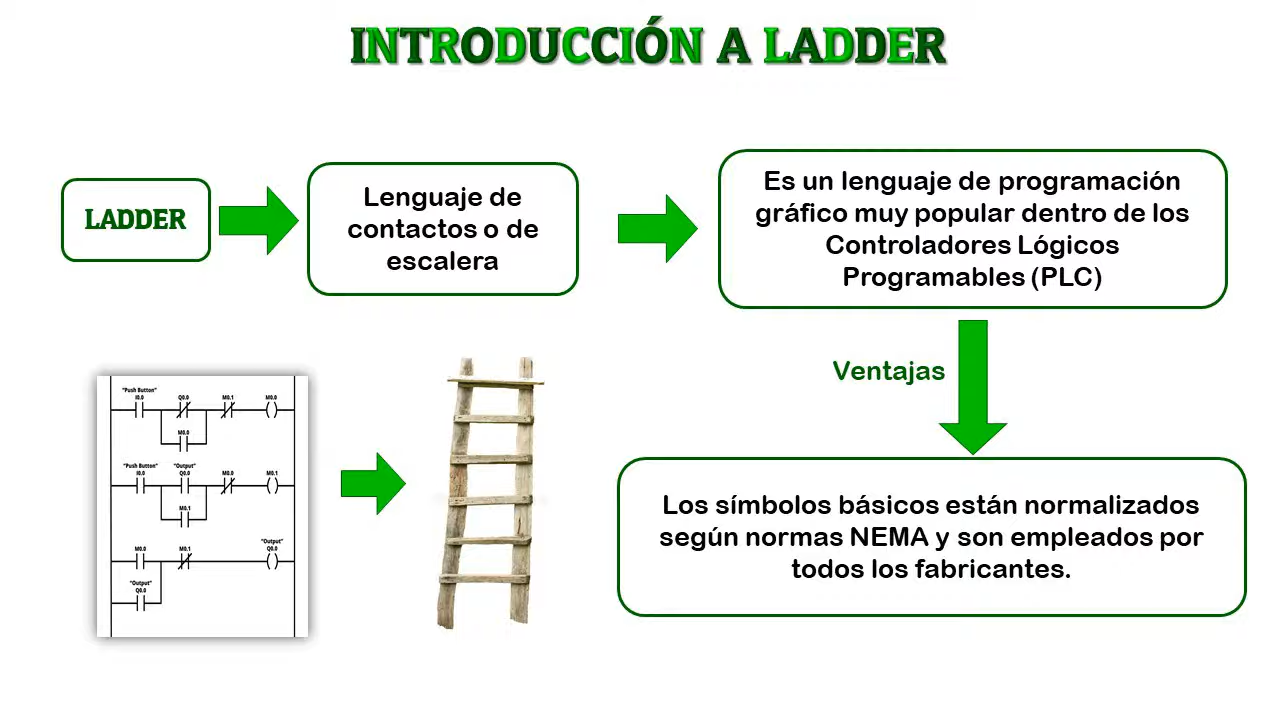 INTRODUCCIÓN A LADDER
LADDER
Lenguaje de
contactos o de
escalera
Es un lenguaje de programación
gráfico muy popular dentro de los
Controladores Lógicos
Programables (PLC)
Ventajas
Los símbolos básicos están normalizados
según normas NEMA y son empleados por
todos los fabricantes.
"Push Button"
I0.0 Q0.0 M0.1 M0.0
M0.0
"Push Button" "Output"
I0.0 Q0.0 M0.0 M0.1
M0.1
"Output"
M0.0 M0.1 Q0.0
"Output"
Q0.0